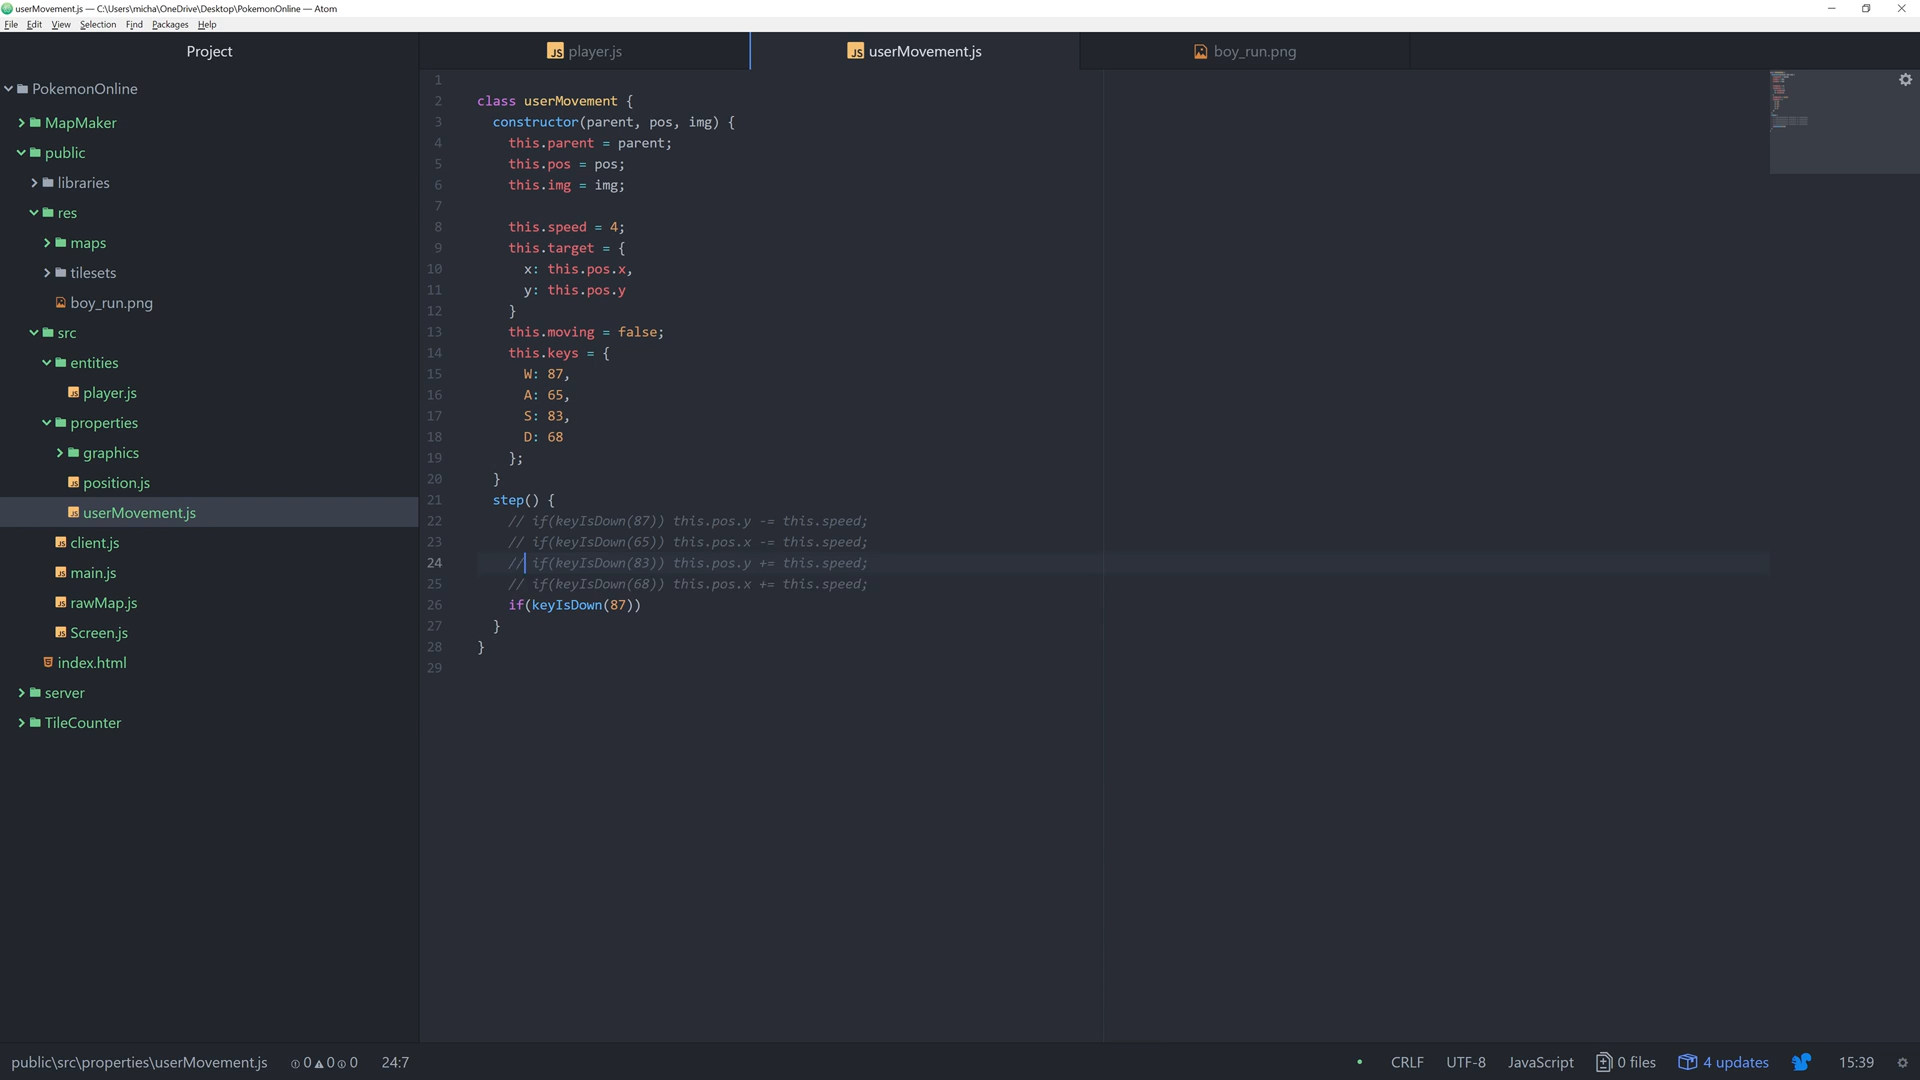 userMovement.js — C:\Users\micha\OneDrive\Desktop\PokemonOnline — Atom
File Edit View Selection Find Packages Help
Project
player.js
userMovement.js
boy_run.png
PokemonOnline
MapMaker
public
libraries
res
maps
tilesets
boy_run.png
src
entities
player.js
properties
graphics
position.js
userMovement.js
client.js
main.js
rawMap.js
Screen.js
index.html
server
TileCounter
1
2 class userMovement {
3 constructor(parent, pos, img) {
4 this.parent = parent;
5 this.pos = pos;
6 this.img = img;
7
8 this.speed = 4;
9 this.target = {
10 x: this.pos.x,
11 y: this.pos.y
12 }
13 this.moving = false;
14 this.keys = {
15 W: 87,
16 A: 65,
17 S: 83,
18 D: 68
19 };
20 }
21 step() {
22 // if(keyIsDown(87)) this.pos.y -= this.speed;
23 // if(keyIsDown(65)) this.pos.x -= this.speed;
24 // if(keyIsDown(83)) this.pos.y += this.speed;
25 // if(keyIsDown(68)) this.pos.x += this.speed;
26 if(keyIsDown(87))
27 }
28 }
29
public\src\properties\userMovement.js 0 0 0 24:7 CRLF UTF-8 JavaScript 0 files 4 updates 15:39